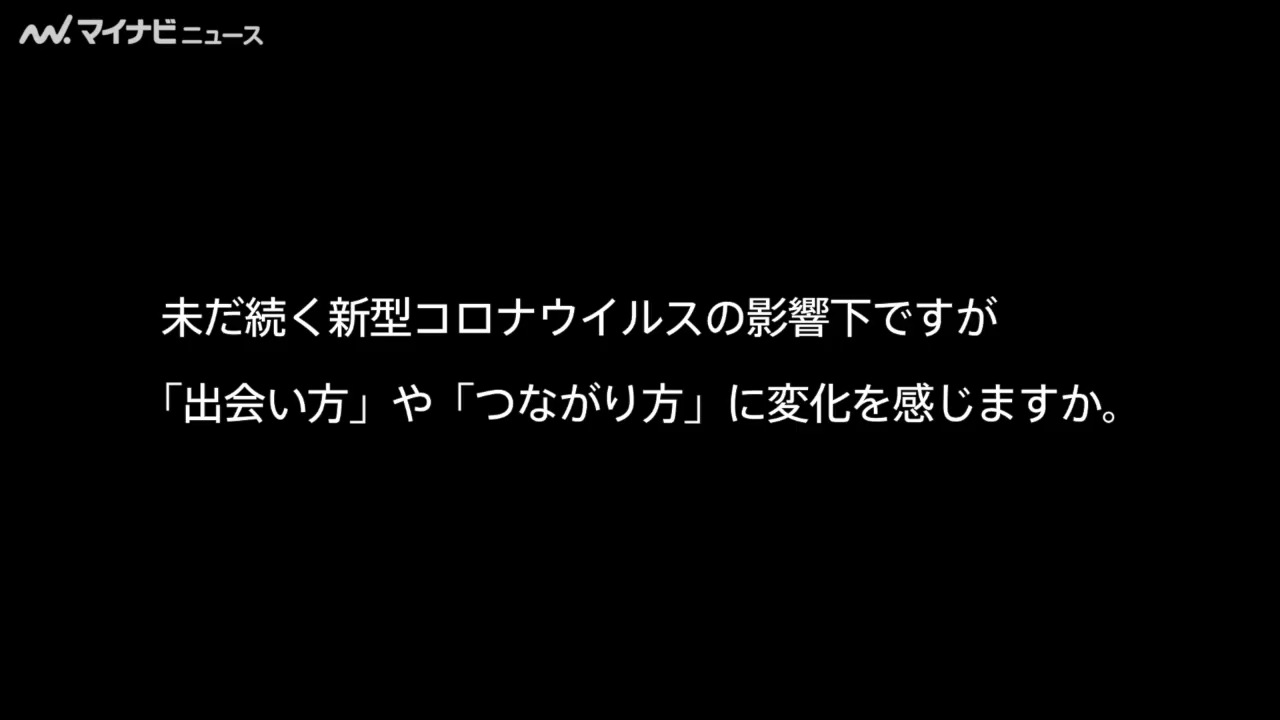 マイナビニュース
未だ続く新型コロナウイルスの影響下ですが
「出会い方」や「つながり方」に変化を感じますか。